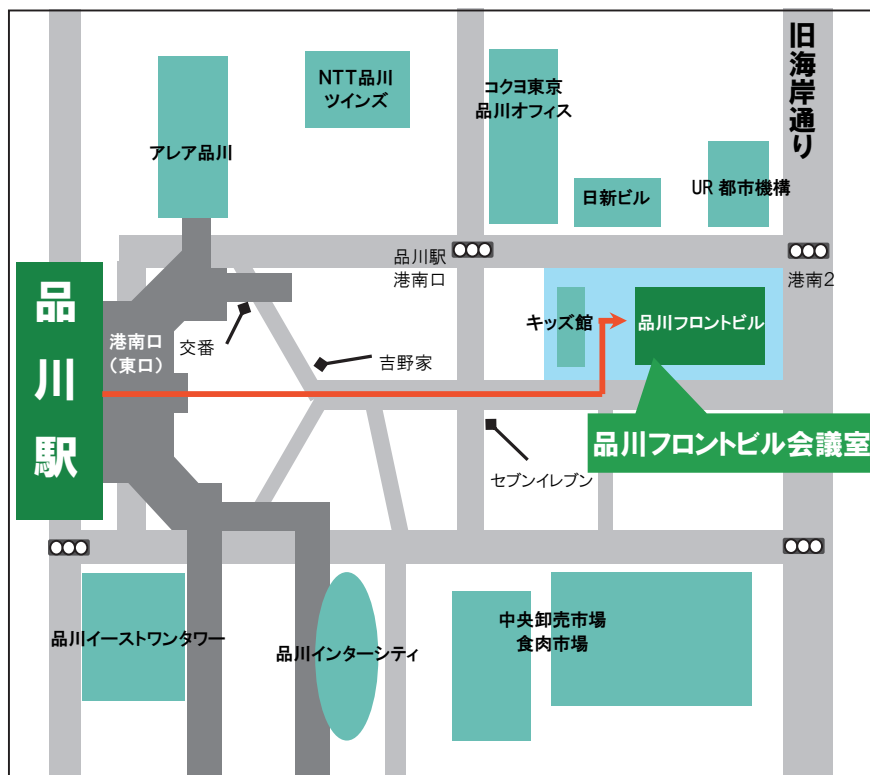 旧海岸通り
NTT品川
ツインズ
コクヨ東京
品川オフィス
アレア品川
日新ビル
UR 都市機構
品川駅
港南口
港南2
品川駅
港南口
(東口)
交番
吉野家
キッズ館
品川フロントビル
品川フロントビル会議室
セブンイレブン
品川イーストワンタワー
品川インターシティ
中央卸売市場
食肉市場